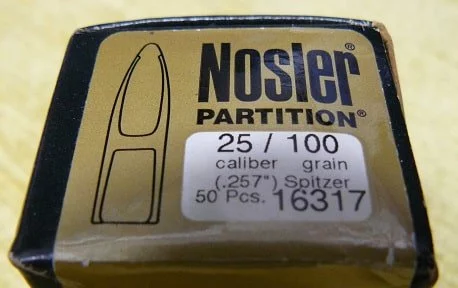 Nosler®
PARTITION®
25 / 100
caliber grain
(.257") Spitzer
50 Pcs. 16317